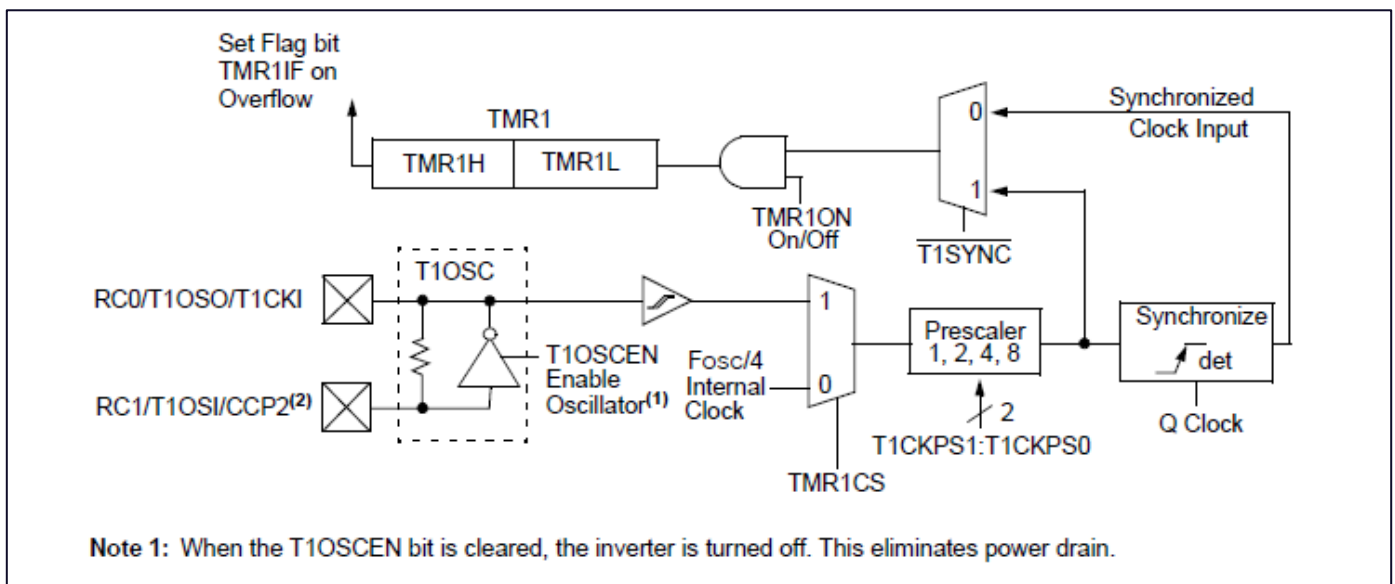 Set Flag bit
TMR1IF on
Overflow
TMR1
TMR1H
TMR1L
TMR1ON
On/Off
0
1
T1SYNC
Synchronized
Clock Input
T1OSC
RC0/T1OSO/T1CKI
RC1/T1OSI/CCP2(2)
T1OSCEN
Enable
Oscillator(1)
Fosc/4
Internal
Clock
1
0
TMR1CS
Prescaler
1, 2, 4, 8
2
T1CKPS1:T1CKPS0
Synchronize
det
Q Clock
Note 1: When the T1OSCEN bit is cleared, the inverter is turned off. This eliminates power drain.